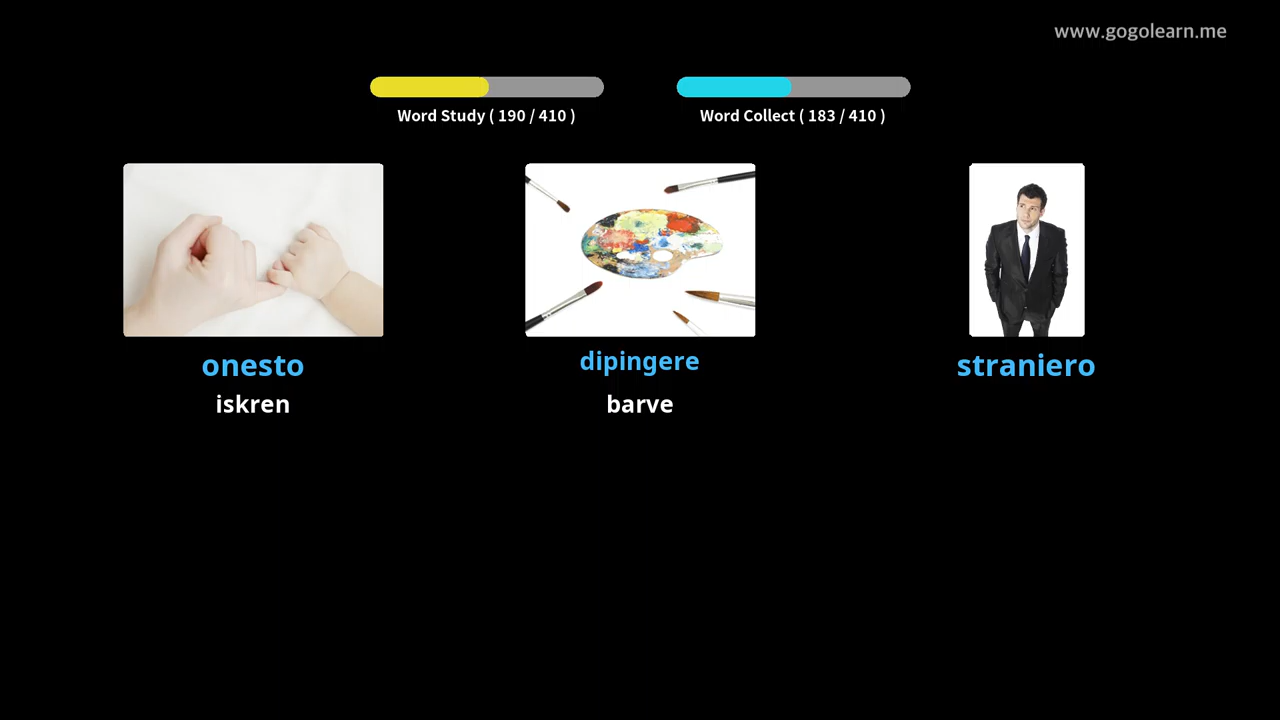 www.gogolearn.me
Word Study ( 190 / 410 )
Word Collect ( 183 / 410 )
onesto
iskren
dipingere
barve
straniero